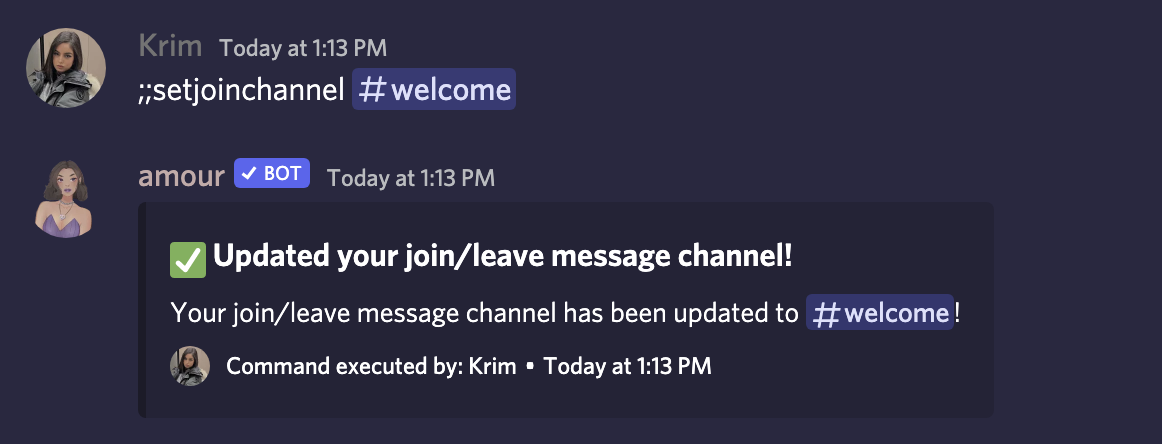 Krim Today at 1:13 PM
;;setjoinchannel #welcome
amour ✓ BOT Today at 1:13 PM
✅ Updated your join/leave message channel!
Your join/leave message channel has been updated to #welcome!
Command executed by: Krim • Today at 1:13 PM